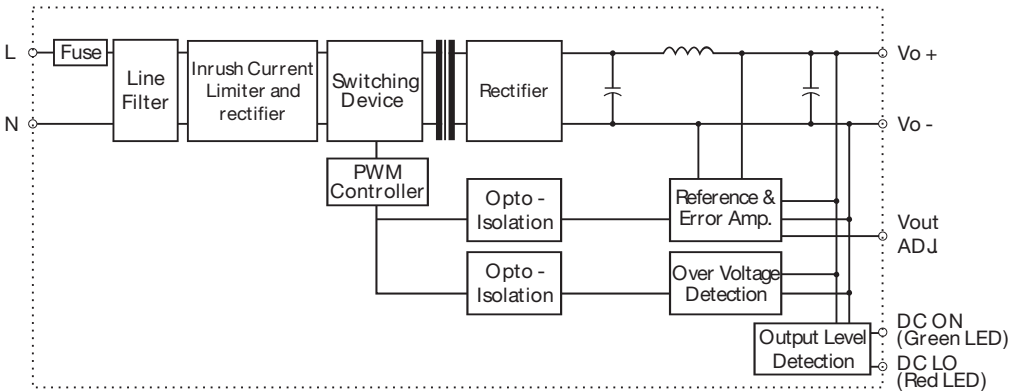 L
Fuse
Line
Filter
Inrush Current
Limiter and
rectifier
Switching
Device
Rectifier
Vo +
N
Vo -
PWM
Controller
Opto -
Isolation
Reference &
Error Amp.
Vout
ADJ.
Opto -
Isolation
Over Voltage
Detection
Output Level
Detection
DC ON
(Green LED)
DC LO
(Red LED)